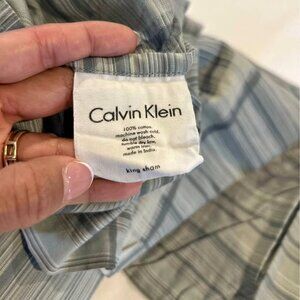 Calvin Klein
100% cotton.
machine wash cold.
do not bleach.
tumble dry low.
warm iron.
made in India.
king sham